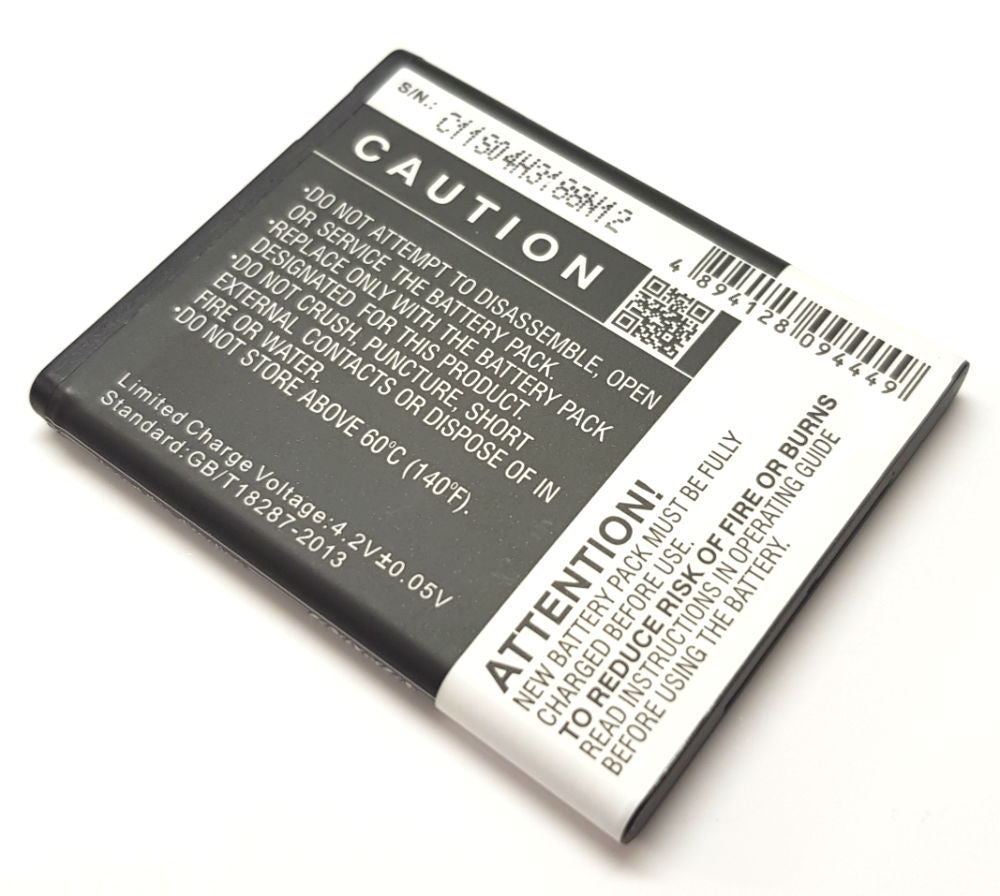 S/N.: C11S04H3188N12
CAUTION
·DO NOT ATTEMPT TO DISASSEMBLE, OPEN
OR SERVICE THE BATTERY PACK.
·REPLACE ONLY WITH THE BATTERY PACK
DESIGNATED FOR THIS PRODUCT.
·DO NOT CRUSH, PUNCTURE, SHORT
EXTERNAL CONTACTS OR DISPOSE OF IN
FIRE OR WATER.
·DO NOT STORE ABOVE 60℃ (140℉).
Limited Charge Voltage:4.2V±0.05V
Standard:GB/T18287-2013
4 894128 094449
ATTENTION!
NEW BATTERY PACK MUST BE FULLY
CHARGED BEFORE USE.
TO REDUCE RISK OF FIRE OR BURNS
READ INSTRUCTIONS IN OPERATING GUIDE
BEFORE USING THE BATTERY.